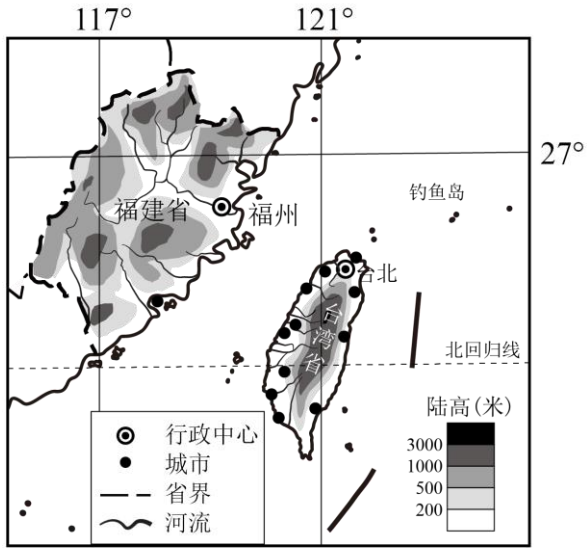 117°
121°
27°
钓鱼岛
福建省
福州
台北
台湾省
北回归线
陆高(米)
3000
1000
500
200
行政中心
城市
省界
河流